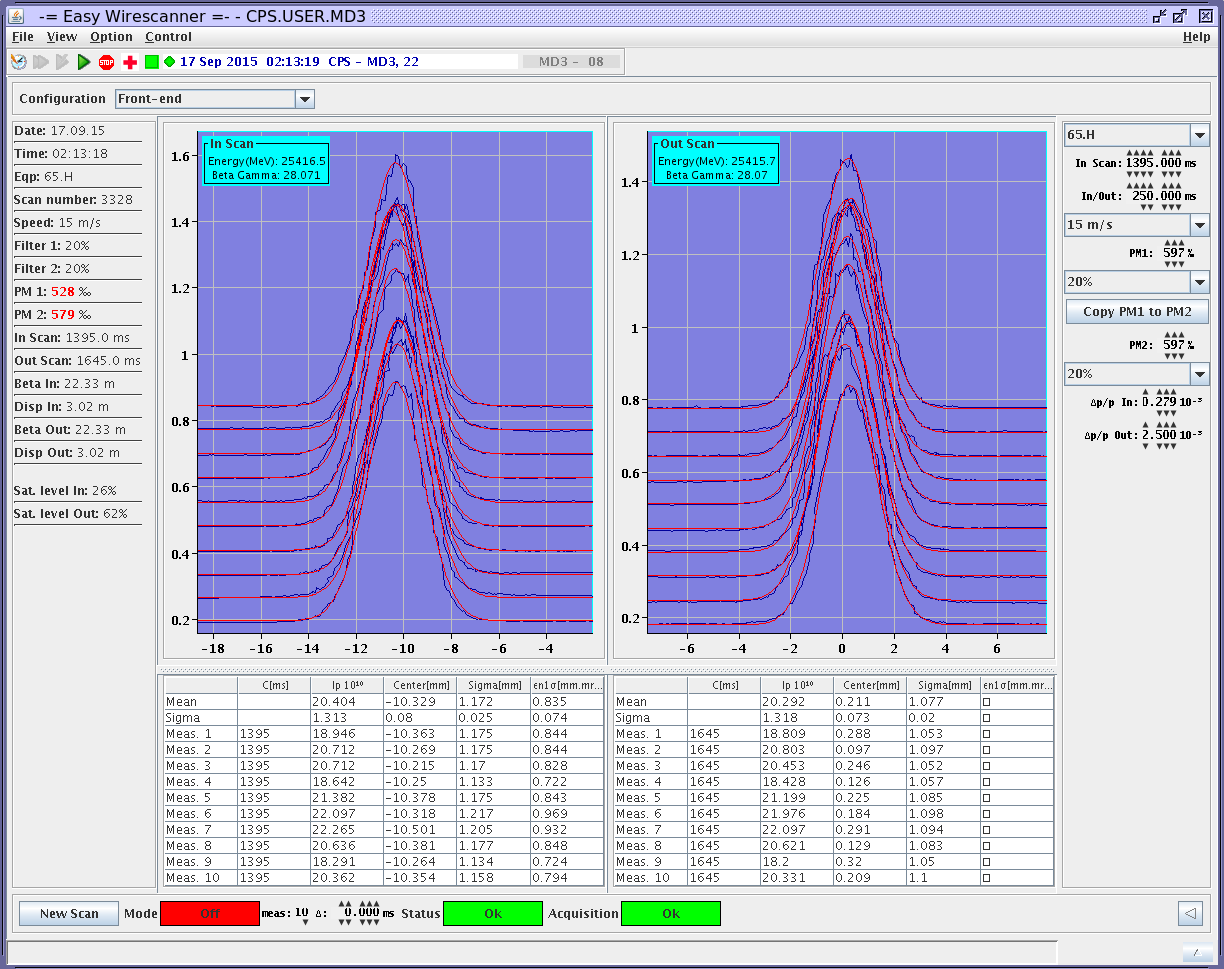 -= Easy Wirescanner =- - CPS.USER.MD3
File View Option Control Help
STOP 17 Sep 2015 02:13:19 CPS - MD3, 22 MD3 - 08
Configuration Front-end
Date: 17.09.15
Time: 02:13:18
Eqp: 65.H
Scan number: 3328
Speed: 15 m/s
Filter 1: 20%
Filter 2: 20%
PM 1: 528 ‰
PM 2: 579 ‰
In Scan: 1395.0 ms
Out Scan: 1645.0 ms
Beta In: 22.33 m
Disp In: 3.02 m
Beta Out: 22.33 m
Disp Out: 3.02 m
Sat. level In: 26%
Sat. level Out: 62%
In Scan
Energy(MeV): 25416.5
Beta Gamma: 28.071
1.6
1.4
1.2
1
0.8
0.6
0.4
0.2
-18 -16 -14 -12 -10 -8 -6 -4
Out Scan
Energy(MeV): 25415.7
Beta Gamma: 28.07
1.4
1.2
1
0.8
0.6
0.4
0.2
-6 -4 -2 0 2 4 6
C[ms] Ip 10¹⁰ Center[mm] Sigma[mm] en1σ[mm.mr...
Mean 20.404 -10.329 1.172 0.835
Sigma 1.313 0.08 0.025 0.074
Meas. 1 1395 18.946 -10.363 1.175 0.844
Meas. 2 1395 20.712 -10.269 1.175 0.844
Meas. 3 1395 20.712 -10.215 1.17 0.828
Meas. 4 1395 18.642 -10.25 1.133 0.722
Meas. 5 1395 21.382 -10.378 1.175 0.843
Meas. 6 1395 22.097 -10.318 1.217 0.969
Meas. 7 1395 22.265 -10.501 1.205 0.932
Meas. 8 1395 20.636 -10.381 1.177 0.848
Meas. 9 1395 18.291 -10.264 1.134 0.724
Meas. 10 1395 20.362 -10.354 1.158 0.794
C[ms] Ip 10¹⁰ Center[mm] Sigma[mm] en1σ[mm.mr...
Mean 20.292 0.211 1.077
Sigma 1.318 0.073 0.02
Meas. 1 1645 18.809 0.288 1.053
Meas. 2 1645 20.803 0.097 1.097
Meas. 3 1645 20.453 0.246 1.052
Meas. 4 1645 18.428 0.126 1.057
Meas. 5 1645 21.199 0.225 1.085
Meas. 6 1645 21.976 0.184 1.098
Meas. 7 1645 22.097 0.291 1.094
Meas. 8 1645 20.621 0.129 1.083
Meas. 9 1645 18.2 0.32 1.05
Meas. 10 1645 20.331 0.209 1.1
65.H
In Scan: 1395.000 ms
In/Out: 250.000 ms
15 m/s
PM1: 597 ‰
20%
Copy PM1 to PM2
PM2: 597 ‰
20%
Δp/p In: 0.279 10⁻³
Δp/p Out: 2.500 10⁻³
New Scan Mode Off meas: 10 Δ: 0.000 ms Status Ok Acquisition Ok